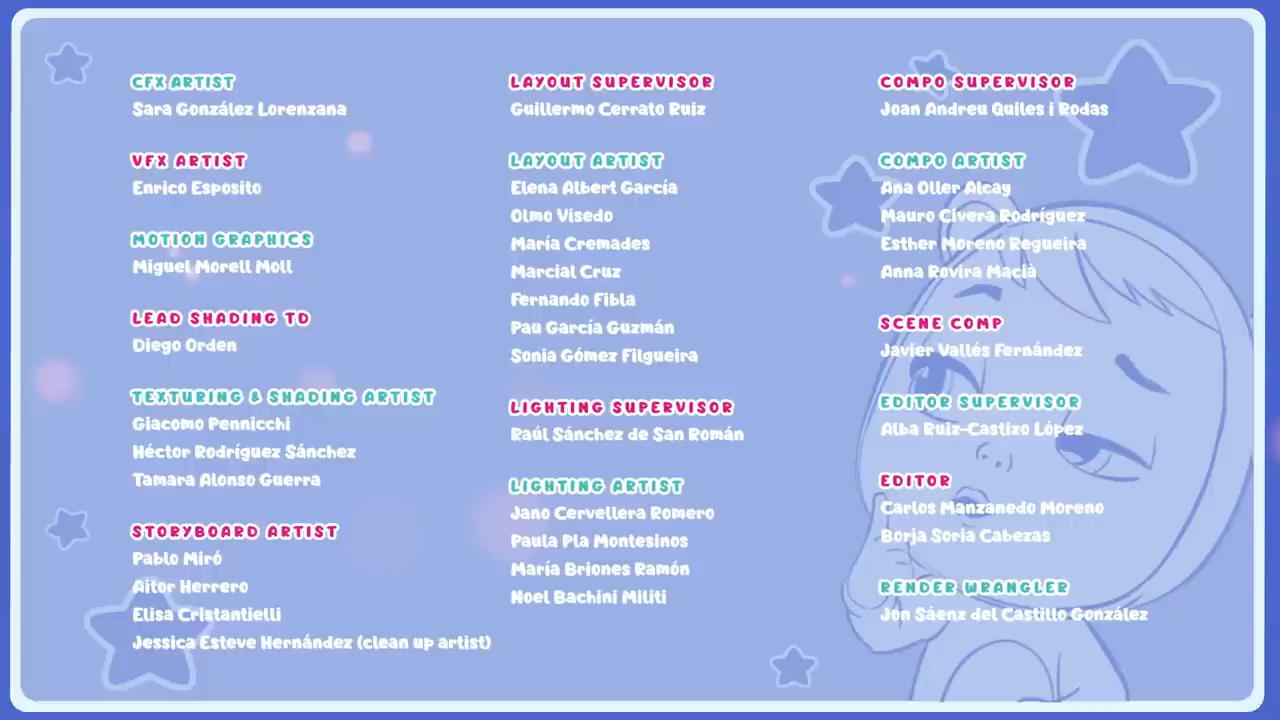 CFX ARTIST
Sara González Lorenzana
VFX ARTIST
Enrico Esposito
MOTION GRAPHICS
Miguel Morell Moll
LEAD SHADING TD
Diego Orden
TEXTURING & SHADING ARTIST
Giacomo Pennicchi
Héctor Rodríguez Sánchez
Tamara Alonso Guerra
STORYBOARD ARTIST
Pablo Miró
Aitor Herrero
Elisa Cristantielli
Jessica Esteve Hernández (clean up artist)
LAYOUT SUPERVISOR
Guillermo Cerrato Ruiz
LAYOUT ARTIST
Elena Albert García
Olmo Visedo
María Cremades
Marcial Cruz
Fernando Fibla
Pau García Guzmán
Sonia Gómez Filgueira
LIGHTING SUPERVISOR
Raúl Sánchez de San Román
LIGHTING ARTIST
Jano Cervellera Romero
Paula Pla Montesinos
María Briones Ramón
Noel Bachini Militi
COMPO SUPERVISOR
Joan Andreu Quiles i Rodas
COMPO ARTIST
Ana Oller Alcay
Mauro Civera Rodríguez
Esther Moreno Regueira
Anna Rovira Macià
SCENE COMP
Javier Vallés Fernández
EDITOR SUPERVISOR
Alba Ruiz-Castizo López
EDITOR
Carlos Manzanedo Moreno
Borja Soria Cabezas
RENDER WRANGLER
Jon Sáenz del Castillo González